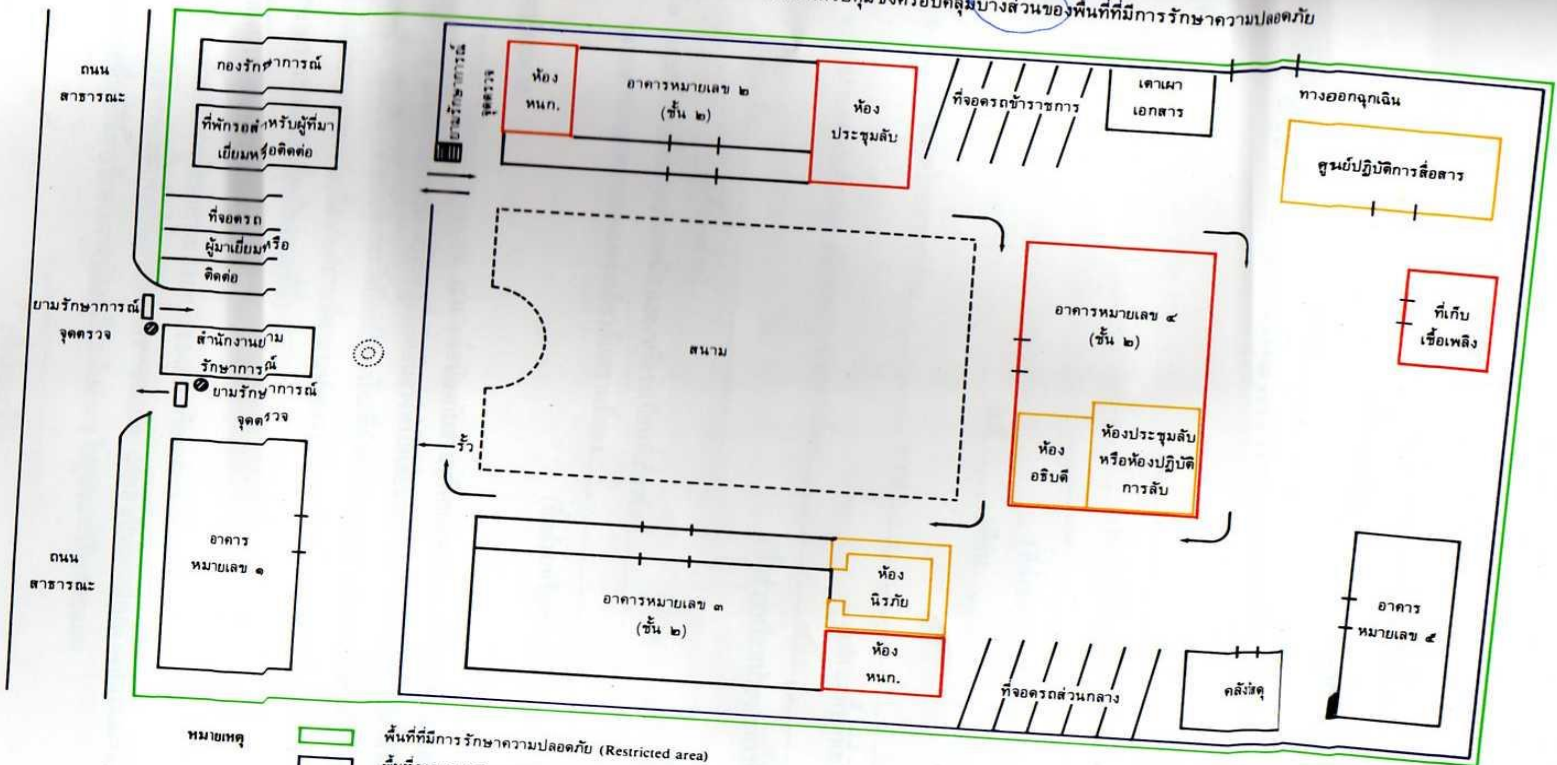 บางส่วนของพื้นที่ที่มีการรักษาความปลอดภัย
ถนน
สาธารณะ
กองรักษาการณ์
ที่พักรอสำหรับผู้ที่มา
เยี่ยมหรือติดต่อ
ที่จอดรถ
ผู้มาเยี่ยมหรือ
ติดต่อ
ยามรักษาการณ์
จุดตรวจ
สำนักงานยาม
รักษาการณ์
ยามรักษาการณ์
จุดตรวจ
ถนน
สาธารณะ
อาคาร
หมายเลข ๑
ยามรักษาการณ์
จุดตรวจ
ห้อง
หนก.
อาคารหมายเลข ๒
(ชั้น ๒)
ห้อง
ประชุมลับ
ที่จอดรถข้าราชการ
เตาเผา
เอกสาร
ทางออกฉุกเฉิน
ศูนย์ปฏิบัติการสื่อสาร
สนาม
รั้ว
อาคารหมายเลข ๔
(ชั้น ๒)
ห้อง
อธิบดี
ห้องประชุมลับ
หรือห้องปฏิบัติ
การลับ
ที่เก็บ
เชื้อเพลิง
อาคารหมายเลข ๓
(ชั้น ๒)
ห้อง
นิรภัย
ห้อง
หนก.
ที่จอดรถส่วนกลาง
คลังพัสดุ
อาคาร
หมายเลข ๕
หมายเหตุ
พื้นที่ที่มีการรักษาความปลอดภัย (Restricted area)